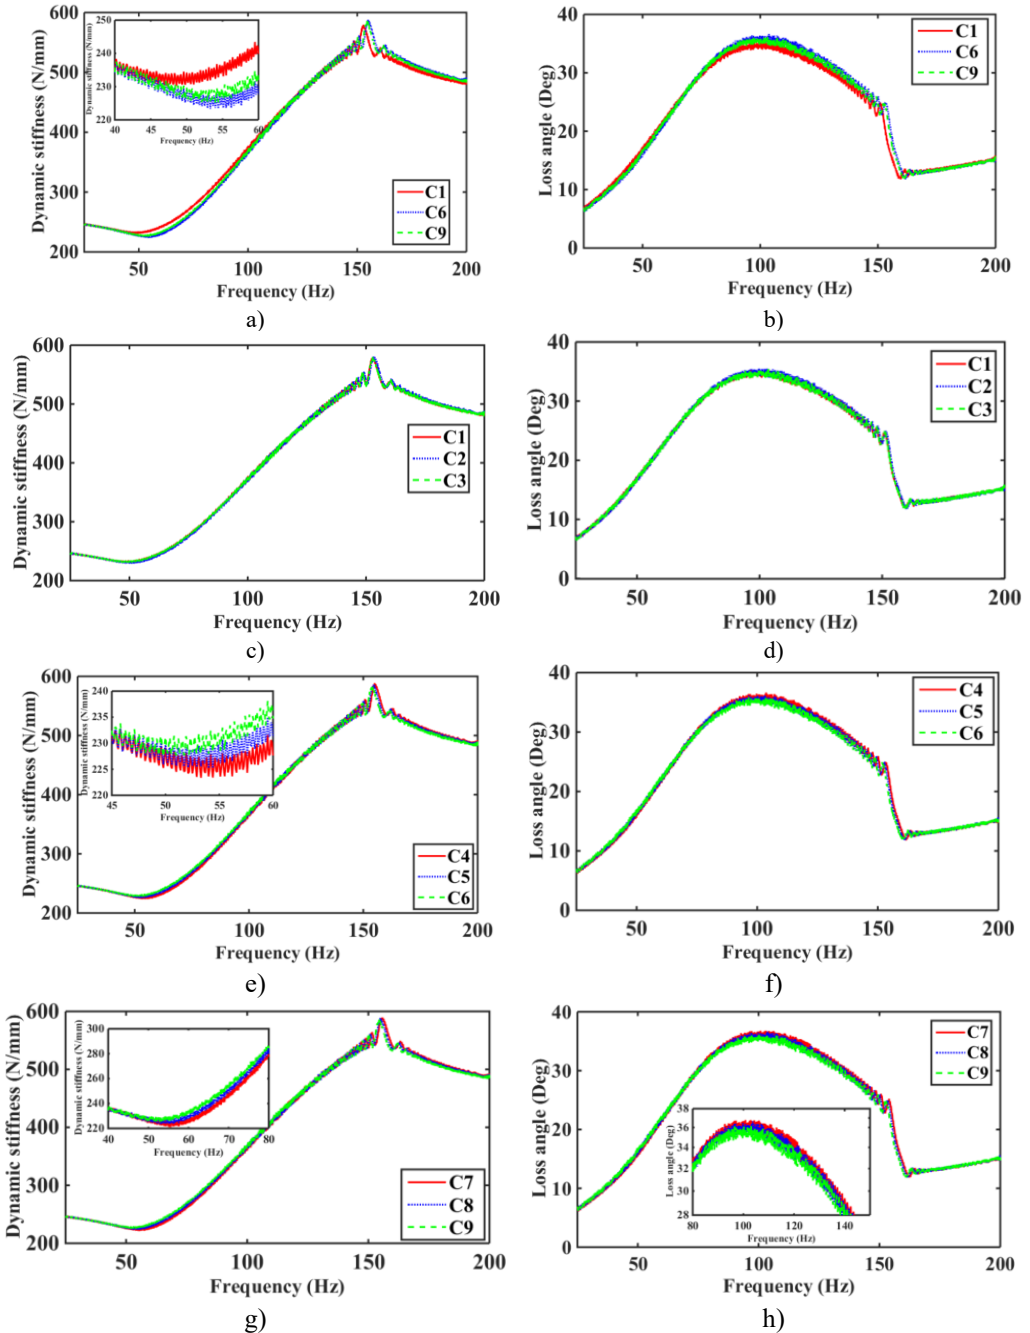 Dynamic stiffness (N/mm)
600
500
400
300
200
50
100
150
200
Frequency (Hz)
Dynamic stiffness (N/mm)
250
240
230
220
40
45
50
55
60
Frequency (Hz)
C1
C6
C9
a)
Loss angle (Deg)
40
30
20
10
0
50
100
150
200
Frequency (Hz)
C1
C6
C9
b)
Dynamic stiffness (N/mm)
600
500
400
300
200
50
100
150
200
Frequency (Hz)
C1
C2
C3
c)
Loss angle (Deg)
40
30
20
10
0
50
100
150
200
Frequency (Hz)
C1
C2
C3
d)
Dynamic stiffness (N/mm)
600
500
400
300
200
50
100
150
200
Frequency (Hz)
Dynamic stiffness (N/mm)
240
235
230
225
220
45
50
55
60
Frequency (Hz)
C4
C5
C6
e)
Loss angle (Deg)
40
30
20
10
0
50
100
150
200
Frequency (Hz)
C4
C5
C6
f)
Dynamic stiffness (N/mm)
600
500
400
300
200
50
100
150
200
Frequency (Hz)
Dynamic stiffness (N/mm)
300
280
260
240
220
40
50
60
70
80
Frequency (Hz)
C7
C8
C9
g)
Loss angle (Deg)
40
30
20
10
0
50
100
150
200
Frequency (Hz)
Loss angle (Deg)
38
36
34
32
30
28
80
100
120
140
Frequency (Hz)
C7
C8
C9
h)